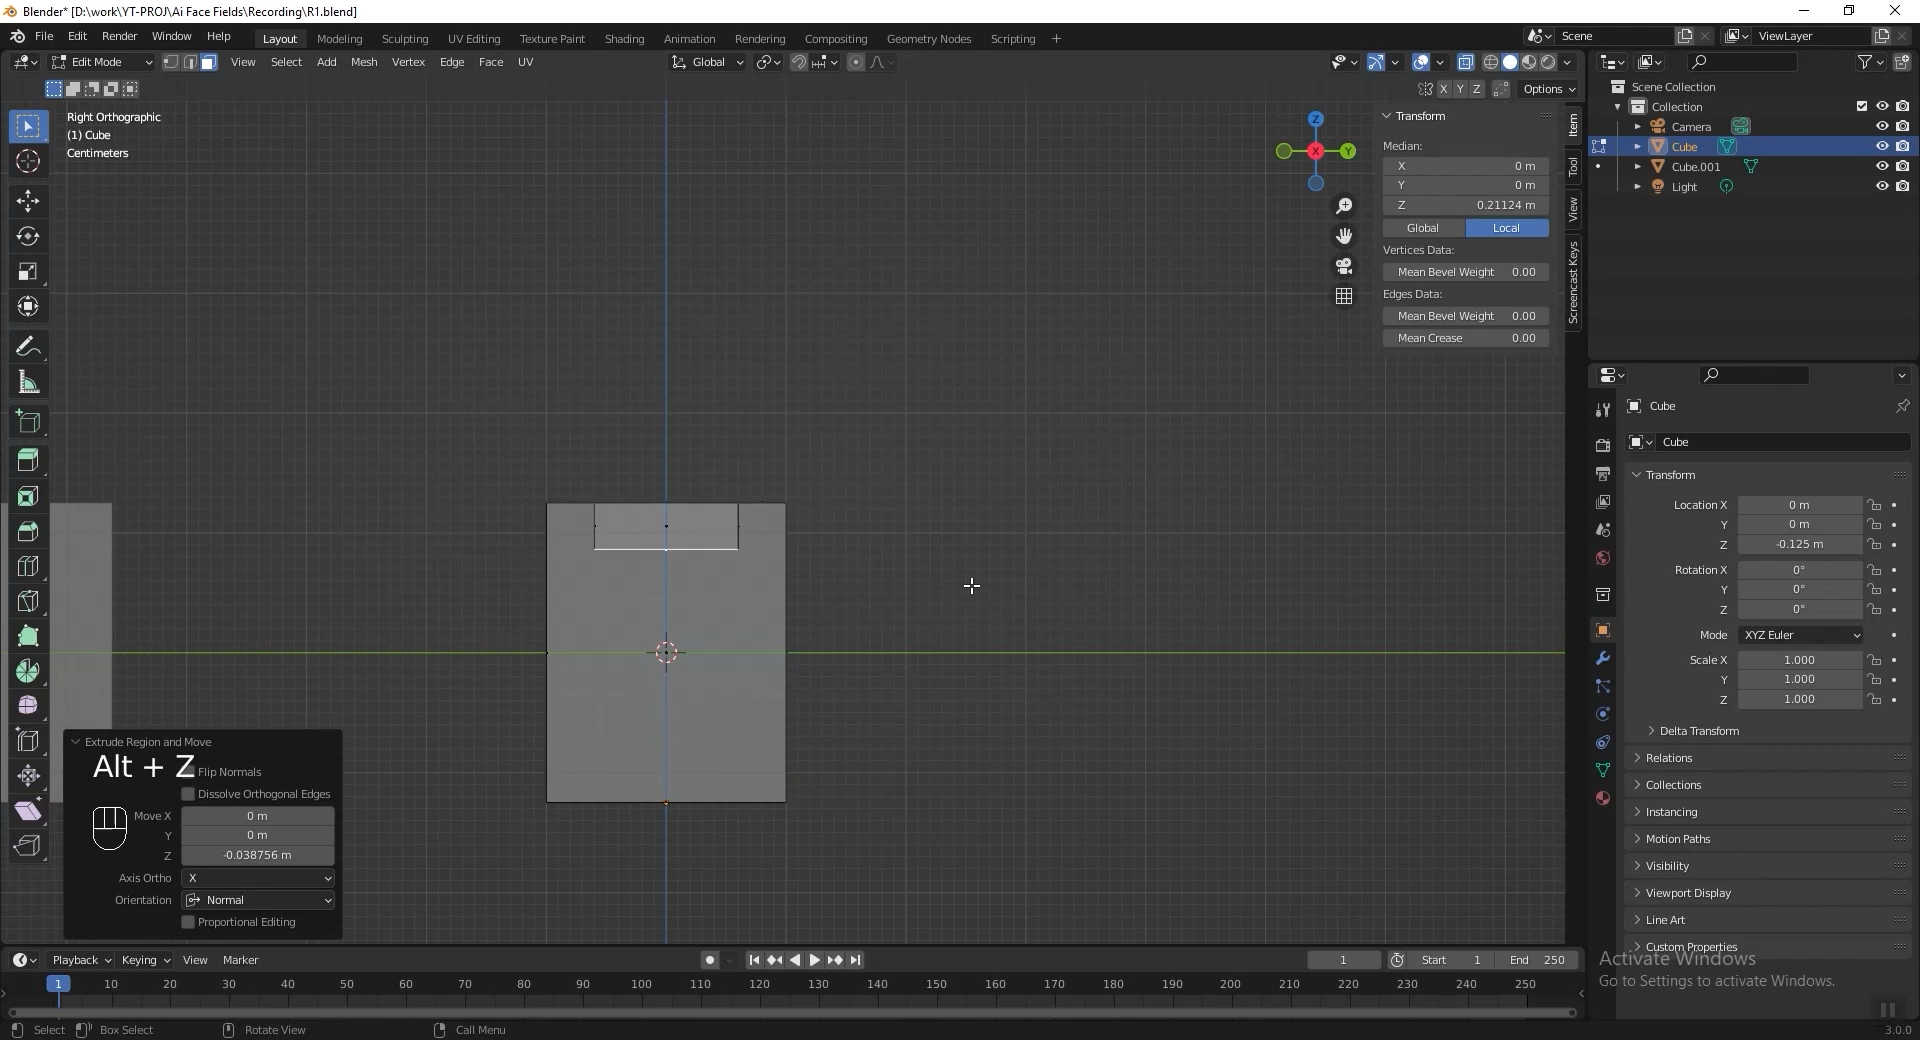 Blender* [D:\work\YT-PROJ\Ai Face Fields\Recording\R1.blend]
File Edit Render Window Help Layout Modeling Sculpting UV Editing Texture Paint Shading Animation Rendering Compositing Geometry Nodes Scripting + Scene ViewLayer
Edit Mode View Select Add Mesh Vertex Edge Face UV Global
X Y Z Options
Scene Collection
Collection
Camera
Cube
Cube.001
Light
Right Orthographic
(1) Cube
Centimeters
Z
X
Y
Transform
Median:
X 0 m
Y 0 m
Z 0.21124 m
Global Local
Vertices Data:
Mean Bevel Weight 0.00
Edges Data:
Mean Bevel Weight 0.00
Mean Crease 0.00
Item
Tool
View
Screencast Keys
Cube
Cube
Transform
Location X 0 m
Y 0 m
Z -0.125 m
Rotation X 0°
Y 0°
Z 0°
Mode XYZ Euler
Scale X 1.000
Y 1.000
Z 1.000
Delta Transform
Relations
Collections
Instancing
Motion Paths
Visibility
Viewport Display
Line Art
Custom Properties
Activate Windows
Go to Settings to activate Windows.
Extrude Region and Move
Alt + Z
Flip Normals
Dissolve Orthogonal Edges
Move X 0 m
Y 0 m
Z -0.038756 m
Axis Ortho X
Orientation Normal
Proportional Editing
Playback Keying View Marker 1 Start 1 End 250
1 10 20 30 40 50 60 70 80 90 100 110 120 130 140 150 160 170 180 190 200 210 220 230 240 250
Select Box Select Rotate View Call Menu 3.0.0